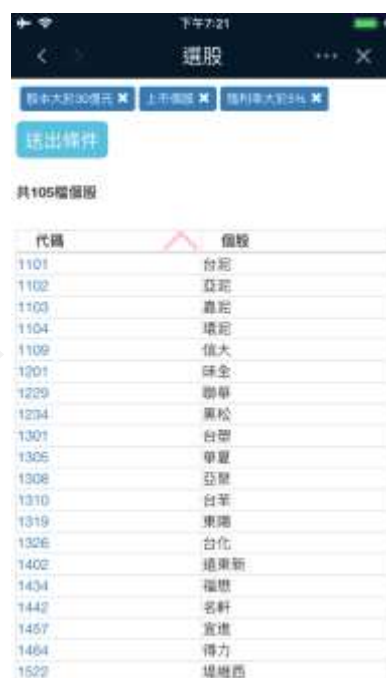 下午7:21
選股
股本大於30億元 ✖ 上市個股 ✖ 殖利率大於5% ✖
送出條件
共105檔個股
代碼 個股
1101 台泥
1102 亞泥
1103 嘉泥
1104 環泥
1109 信大
1201 味全
1229 聯華
1234 黑松
1301 台塑
1305 華夏
1308 亞聚
1310 台苯
1319 東陽
1326 台化
1402 遠東新
1434 福懋
1442 名軒
1457 宜進
1464 得力
1522 堤維西